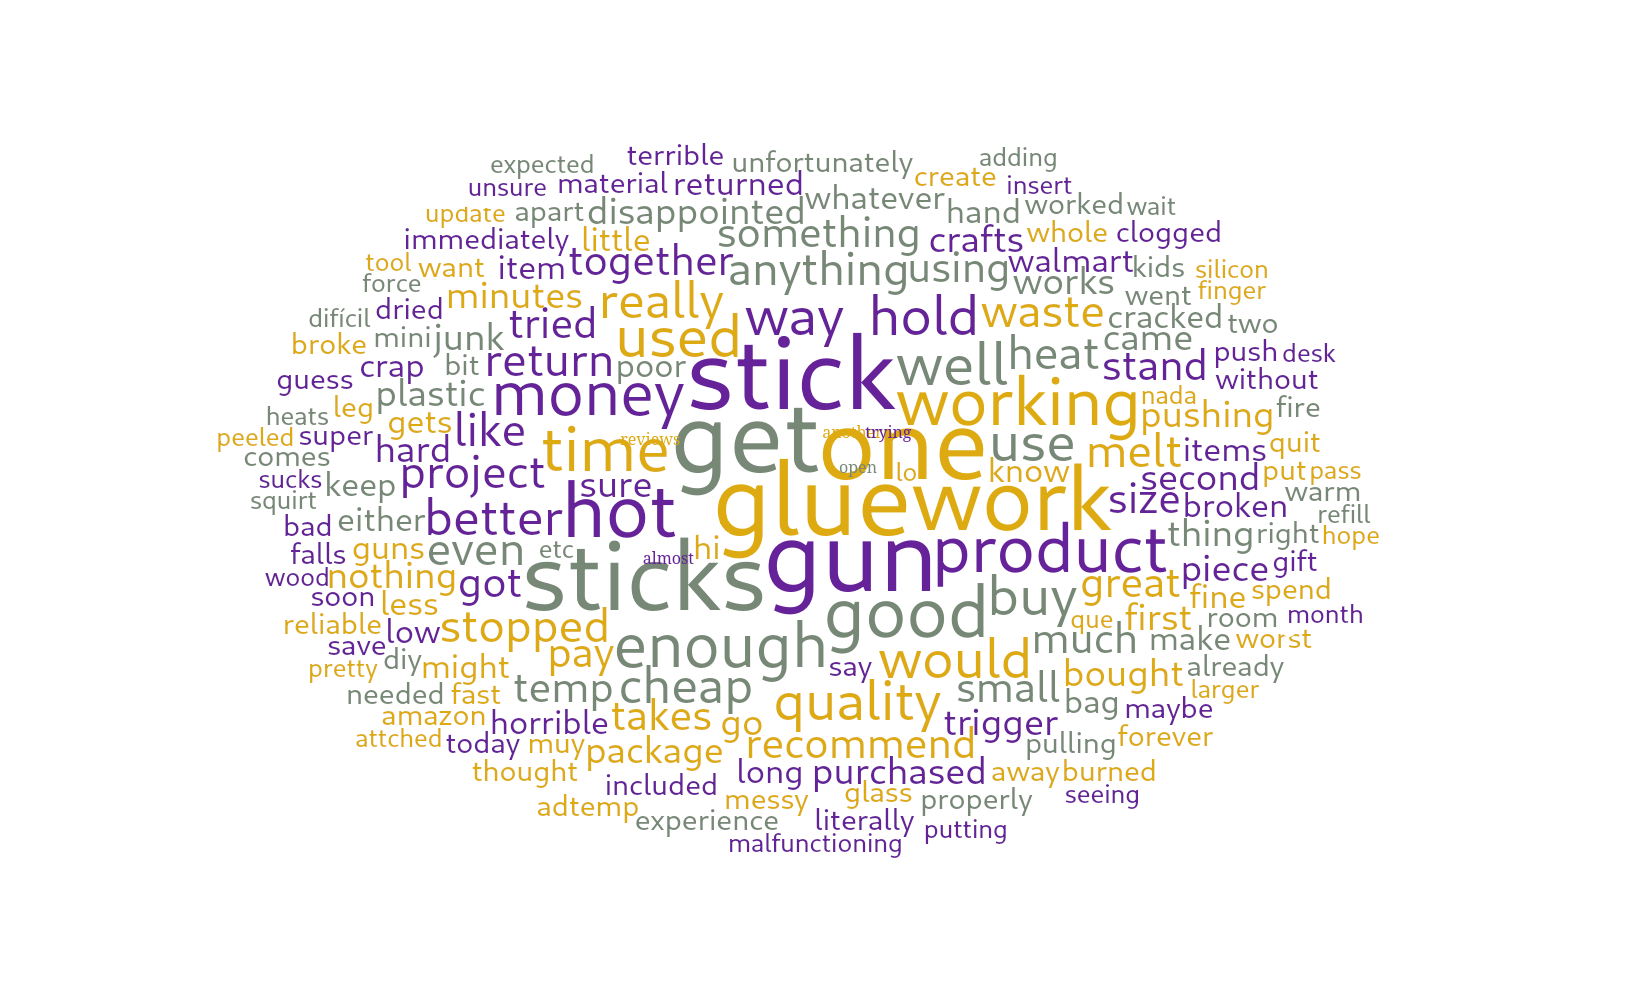 terrible
expected unfortunately adding
unsure material returned create insert
update apart disappointed whatever hand worked wait
immediately little something crafts whole clogged
tool want item together anything using walmart kids silicon
force minutes really works went finger
difícil dried tried used way hold waste cracked two
broke mini junk return poor stick well heat came push desk
guess crap bit money stand without
heats leg plastic working nada fire
peeled super gets like time reviews get one another trying use pushing quit
comes hard project sure open lo know melt items put pass
sucks keep glue work size second warm
squirt either better hot broken refill
bad guns even etc hi gun product thing right hope
falls nothing got sticks almost piece gift
wood soon less good buy great fine spend
reliable low stopped enough que first room month
save diy might pay say would much make worst
pretty needed fast temp cheap quality small bought already larger
amazon horrible takes go trigger bag maybe
attched today muy package recommend pulling forever
thought included long purchased away burned
adtemp messy glass properly seeing
experience literally putting
malfunctioning